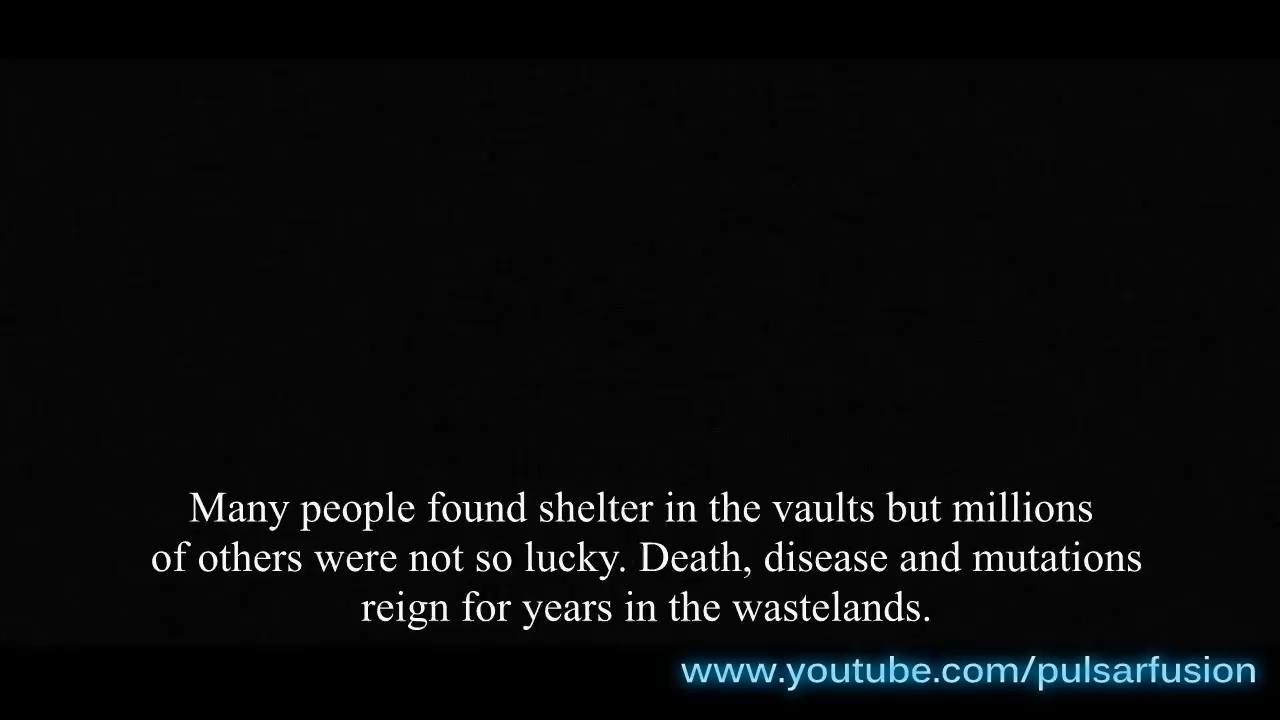 Many people found shelter in the vaults but millions
of others were not so lucky. Death, disease and mutations
reign for years in the wastelands.
www.youtube.com/pulsarfusion